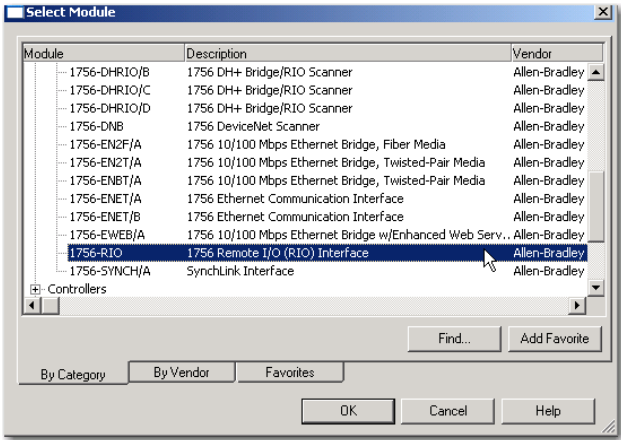 Select Module
Module Description Vendor
1756-DHRIO/B 1756 DH+ Bridge/RIO Scanner Allen-Bradley
1756-DHRIO/C 1756 DH+ Bridge/RIO Scanner Allen-Bradley
1756-DHRIO/D 1756 DH+ Bridge/RIO Scanner Allen-Bradley
1756-DNB 1756 DeviceNet Scanner Allen-Bradley
1756-EN2F/A 1756 10/100 Mbps Ethernet Bridge, Fiber Media Allen-Bradley
1756-EN2T/A 1756 10/100 Mbps Ethernet Bridge, Twisted-Pair Media Allen-Bradley
1756-ENBT/A 1756 10/100 Mbps Ethernet Bridge, Twisted-Pair Media Allen-Bradley
1756-ENET/A 1756 Ethernet Communication Interface Allen-Bradley
1756-ENET/B 1756 Ethernet Communication Interface Allen-Bradley
1756-EWEB/A 1756 10/100 Mbps Ethernet Bridge w/Enhanced Web Serv... Allen-Bradley
1756-RIO 1756 Remote I/O (RIO) Interface Allen-Bradley
1756-SYNCH/A SynchLink Interface Allen-Bradley
Controllers
Find... Add Favorite
By Category By Vendor Favorites
OK Cancel Help